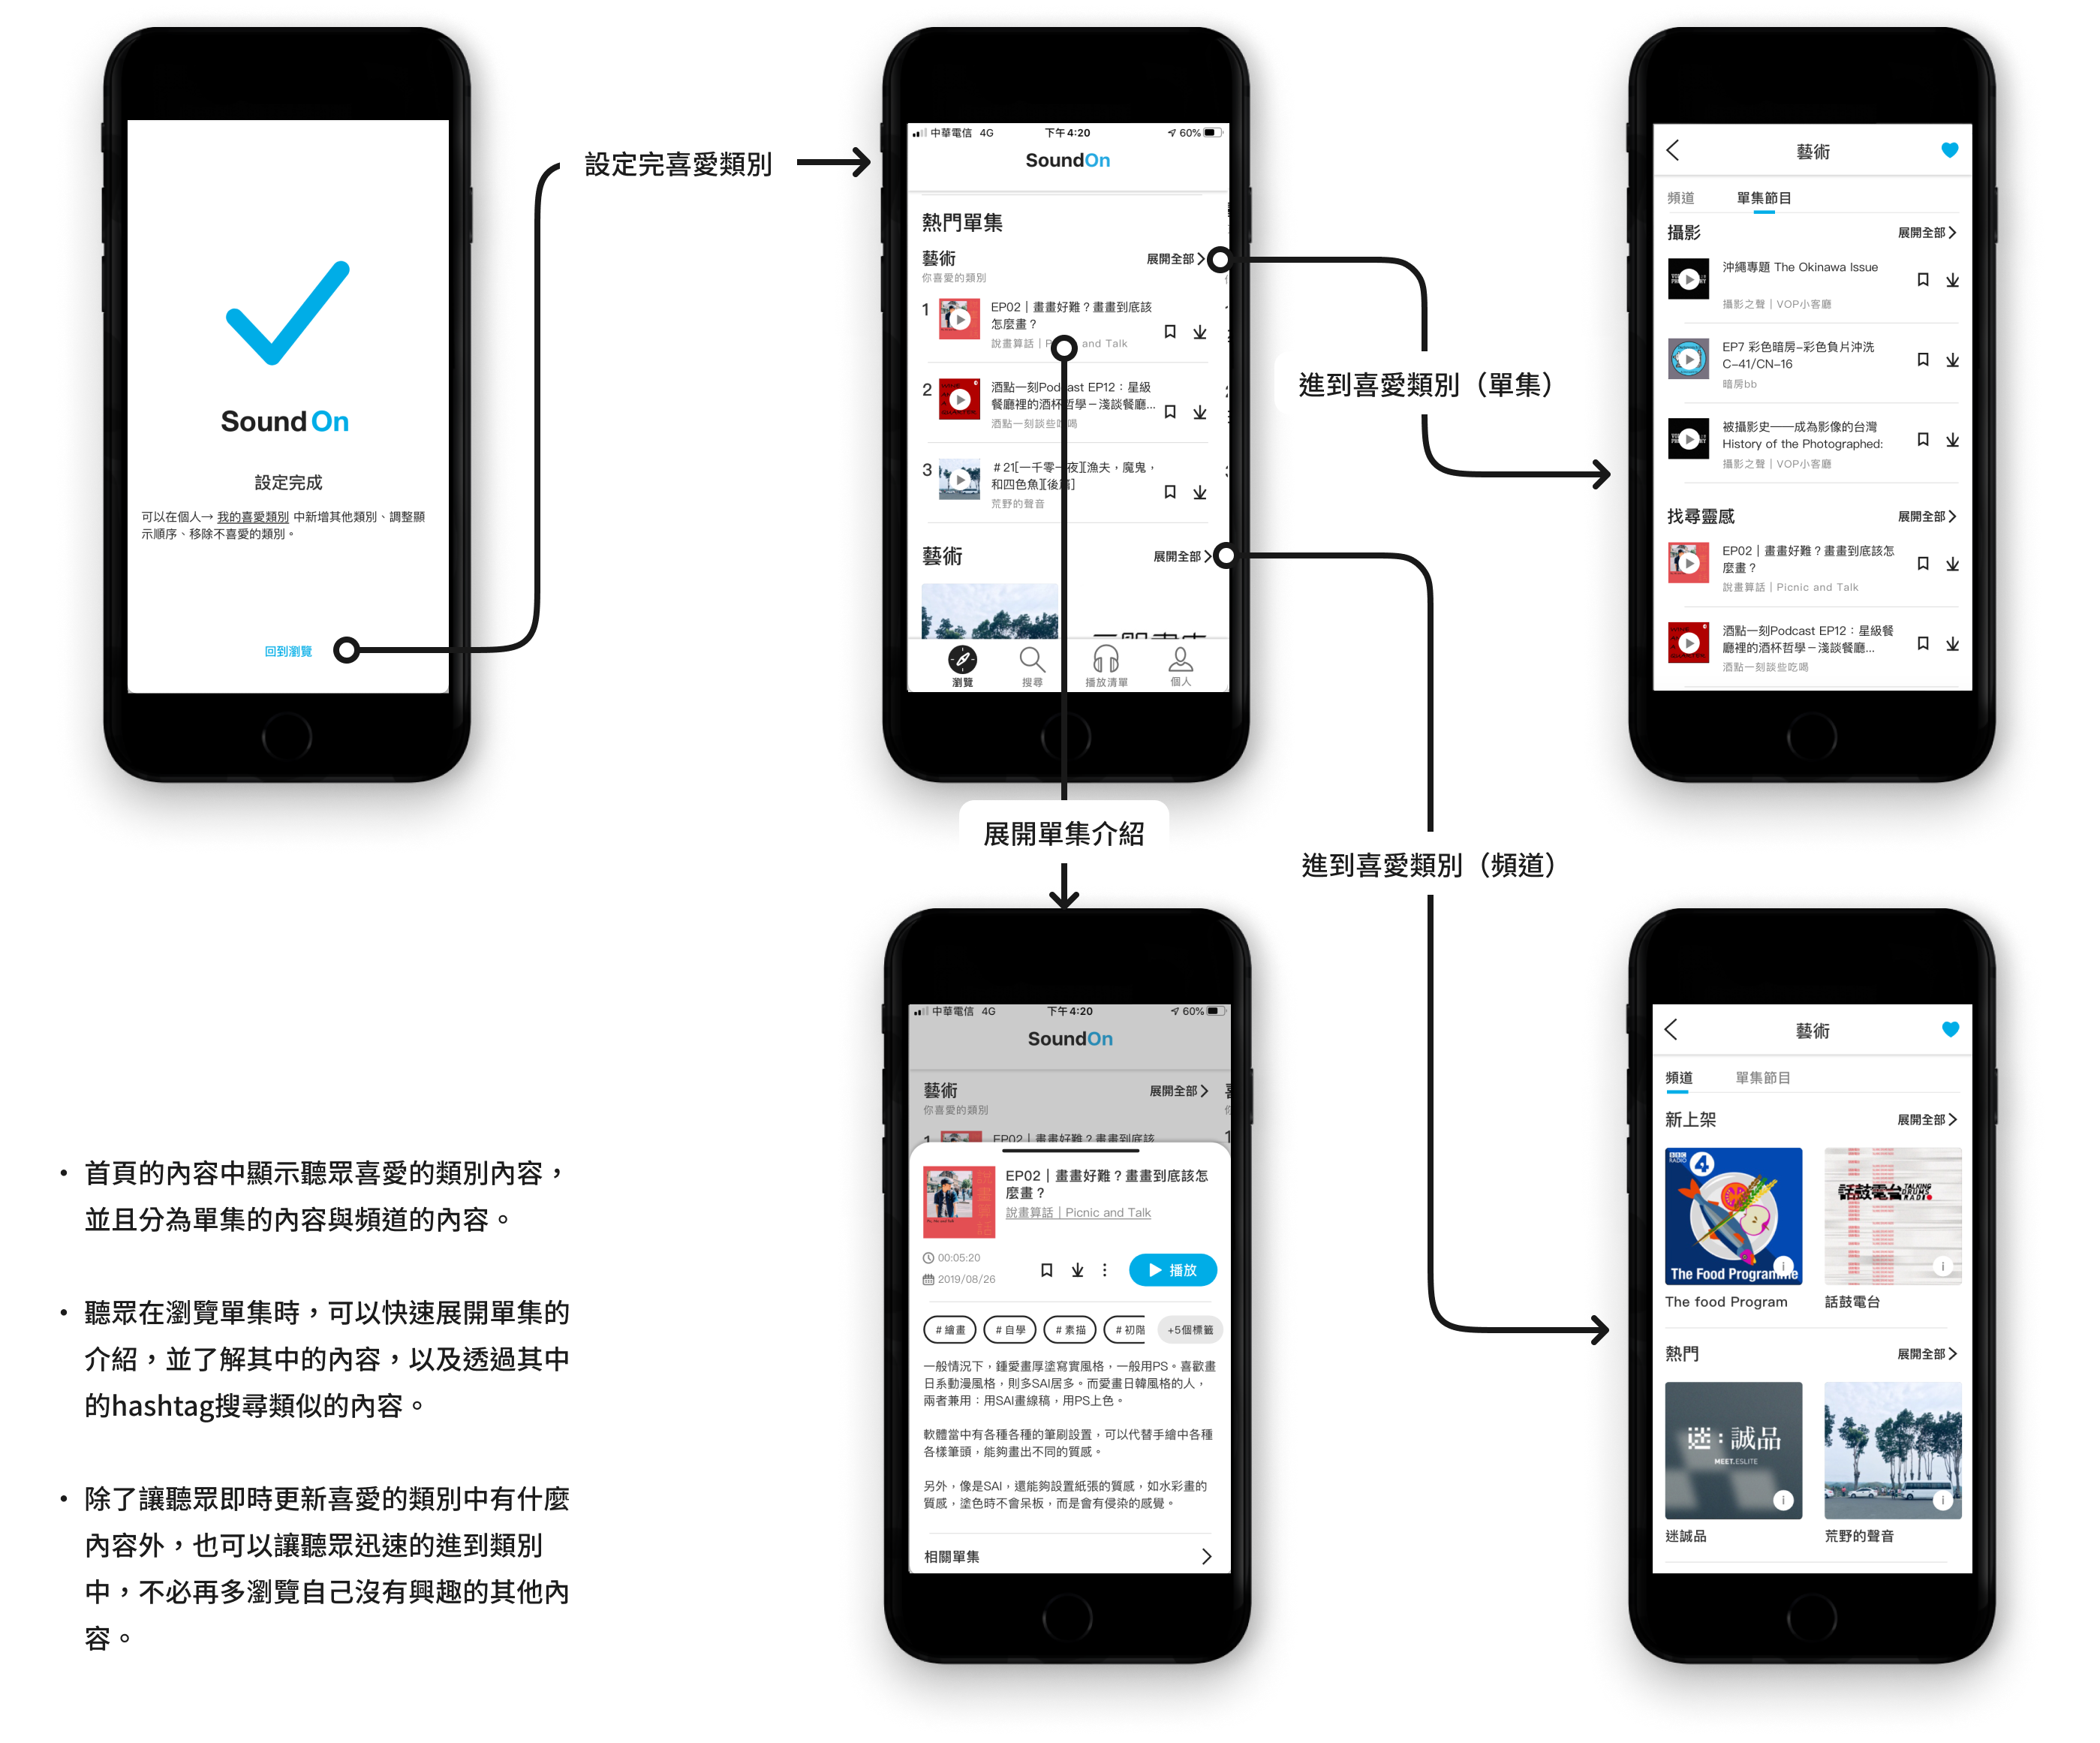 SoundOn
設定完成
可以在個人→ 我的喜愛類別 中新增其他類別、調整顯
示順序、移除不喜愛的類別。
回到瀏覽
設定完喜愛類別
中華電信 4G 下午4:20 60%
SoundOn
熱門單集
藝術 展開全部
你喜愛的類別
1
EP02｜畫畫好難？畫畫到底該
怎麼畫？
說畫算話｜P and Talk
2
酒點一刻Podcast EP12：星級
餐廳裡的酒杯哲學－淺談餐廳...
酒點一刻談些吃喝
3
＃21[一千零一夜][漁夫，魔鬼，
和四色魚][後篇]
荒野的聲音
藝術 展開全部
瀏覽 搜尋 播放清單 個人
進到喜愛類別（單集）
藝術
頻道 單集節目
攝影 展開全部
沖繩專題 The Okinawa Issue
攝影之聲｜VOP小客廳
EP7 彩色暗房–彩色負片沖洗
C–41/CN–16
暗房bb
被攝影史——成為影像的台灣
History of the Photographed:
攝影之聲｜VOP小客廳
找尋靈感 展開全部
EP02｜畫畫好難？畫畫到底該怎
麼畫？
說畫算話｜Picnic and Talk
酒點一刻Podcast EP12：星級餐
廳裡的酒杯哲學－淺談餐廳...
酒點一刻談些吃喝
展開單集介紹
進到喜愛類別（頻道）
中華電信 4G 下午4:20 60%
SoundOn
藝術 展開全部
你喜愛的類別
1 EP02｜畫畫好難？畫畫到底該
EP02｜畫畫好難？畫畫到底該怎
麼畫？
說畫算話｜Picnic and Talk
00:05:20
2019/08/26
播放
＃繪畫 ＃自學 ＃素描 ＃初階 +5個標籤
一般情況下，鍾愛畫厚塗寫實風格，一般用PS。喜歡畫
日系動漫風格，則多SAI居多。而愛畫日韓風格的人，
兩者兼用：用SAI畫線稿，用PS上色。
軟體當中有各種各種的筆刷設置，可以代替手繪中各種
各樣筆頭，能夠畫出不同的質感。
另外，像是SAI，還能夠設置紙張的質感，如水彩畫的
質感，塗色時不會呆板，而是會有侵染的感覺。
相關單集
藝術
頻道 單集節目
新上架 展開全部
BBC
RADIO 4
The Food Programme
話鼓電台 TALKING
DRUMS
RADIO
The food Program 話鼓電台
熱門 展開全部
迷：誠品
MEET.ESLITE
迷誠品 荒野的聲音
・ 首頁的內容中顯示聽眾喜愛的類別內容，
並且分為單集的內容與頻道的內容。
・ 聽眾在瀏覽單集時，可以快速展開單集的
介紹，並了解其中的內容，以及透過其中
的hashtag搜尋類似的內容。
・ 除了讓聽眾即時更新喜愛的類別中有什麼
內容外，也可以讓聽眾迅速的進到類別
中，不必再多瀏覽自己沒有興趣的其他內
容。